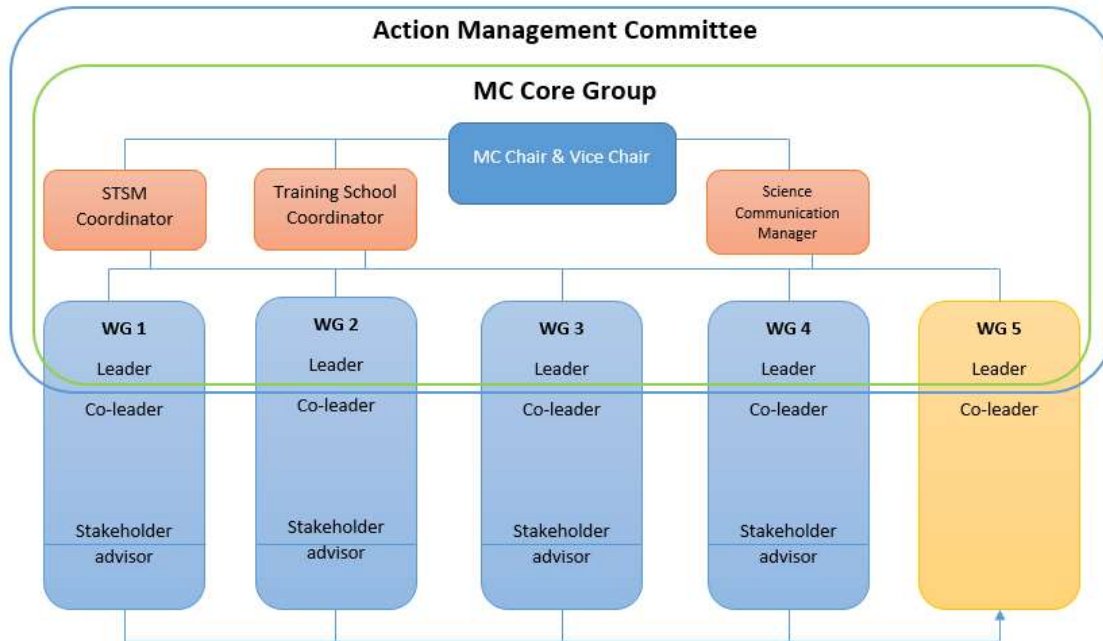 Action Management Committee
MC Core Group
MC Chair & Vice Chair
STSM
Coordinator
Training School
Coordinator
Science
Communication
Manager
WG 1
Leader
Co-leader
Stakeholder
advisor
WG 2
Leader
Co-leader
Stakeholder
advisor
WG 3
Leader
Co-leader
Stakeholder
advisor
WG 4
Leader
Co-leader
Stakeholder
advisor
WG 5
Leader
Co-leader